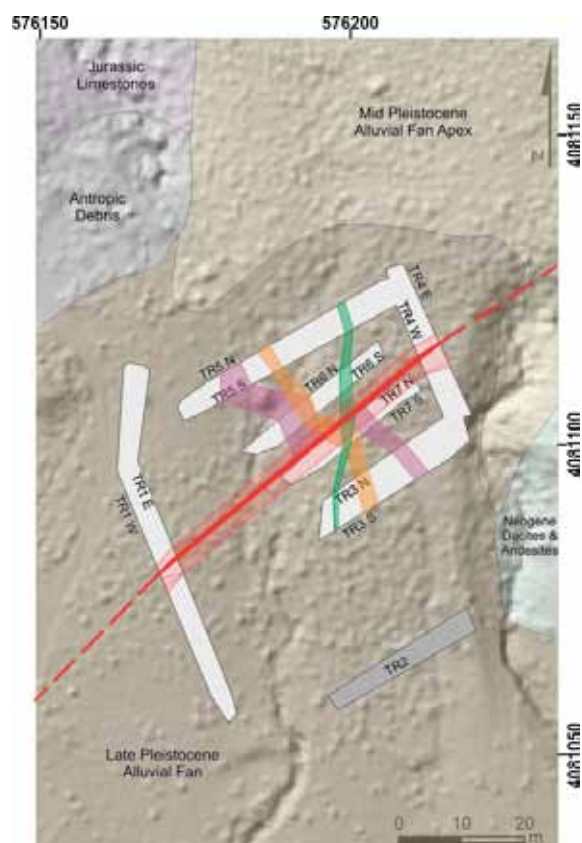 576150
576200
Jurassic
Limestones
Mid Pleistocene
Alluvial Fan Apex
4081150
N
Antropic
Debris
TR4 E
TR4 W
TR5 N
TR5 S
TR6 N
TR6 S
TR7 N
TR7 S
4081100
TR1 E
TR1 W
TR3 N
TR3 S
Neogene
Dacites &
Andesites
TR2
Late Pleistocene
Alluvial Fan
4081050
0 10 20
m